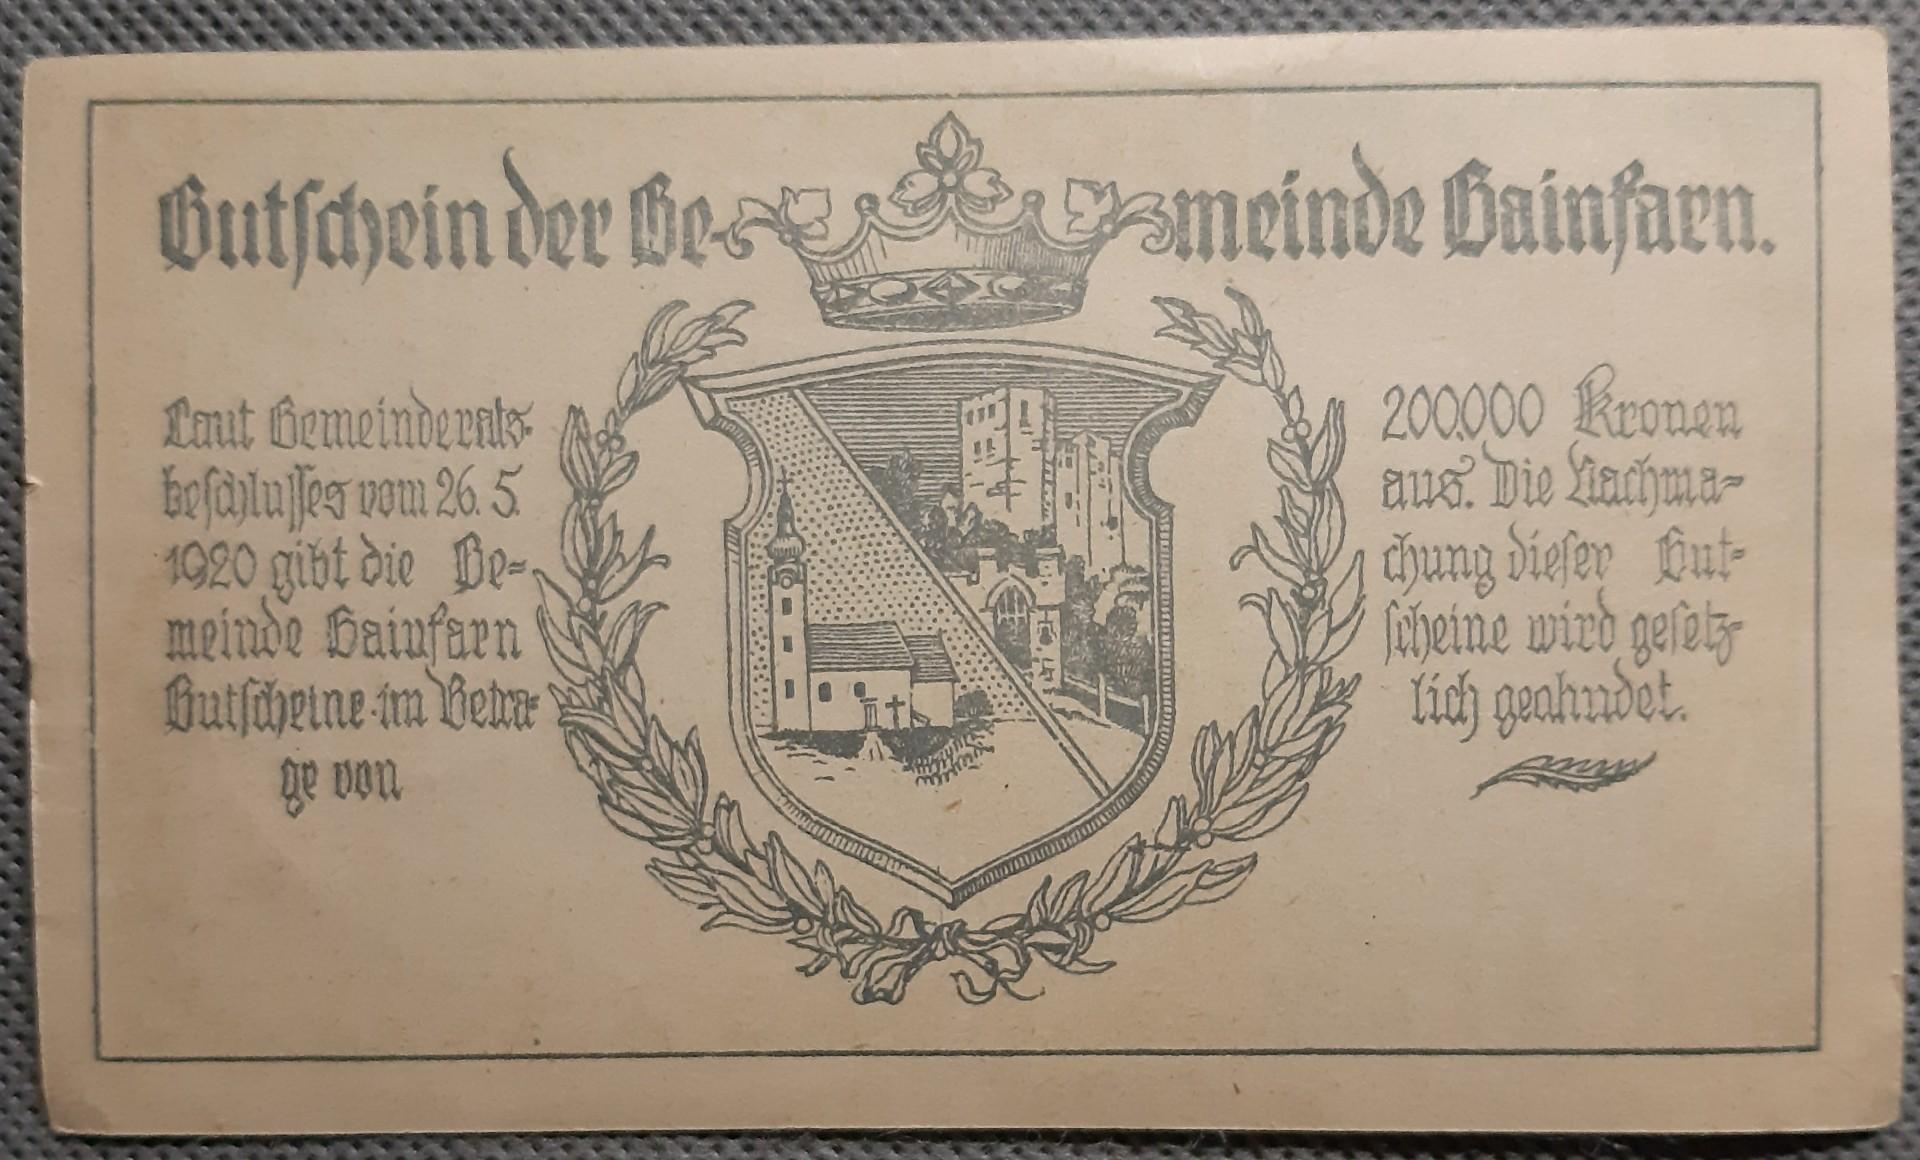 Gutschein der Ge-meinde Gainfarn.
Laut Gemeinderats-
beschlusses vom 26. 5.
1920 gibt die Ge-
meinde Gainfarn
Gutscheine im Betra-
ge von
200.000 Kronen
aus. Die Nachma-
chung dieser Gut-
scheine wird gesetz-
lich geahndet.